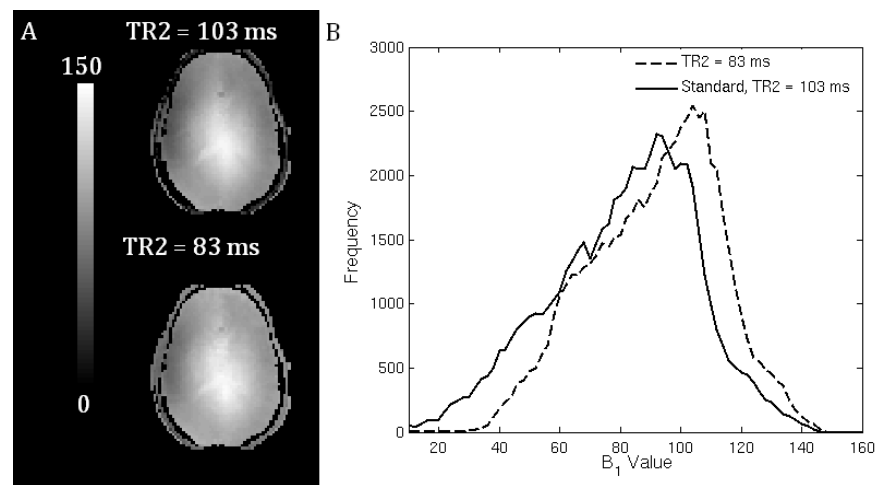 A
TR2 = 103 ms
150
0
TR2 = 83 ms
B
3000
2500
2000
1500
1000
500
0
Frequency
TR2 = 83 ms
Standard, TR2 = 103 ms
20 40 60 80 100 120 140 160
B1 Value